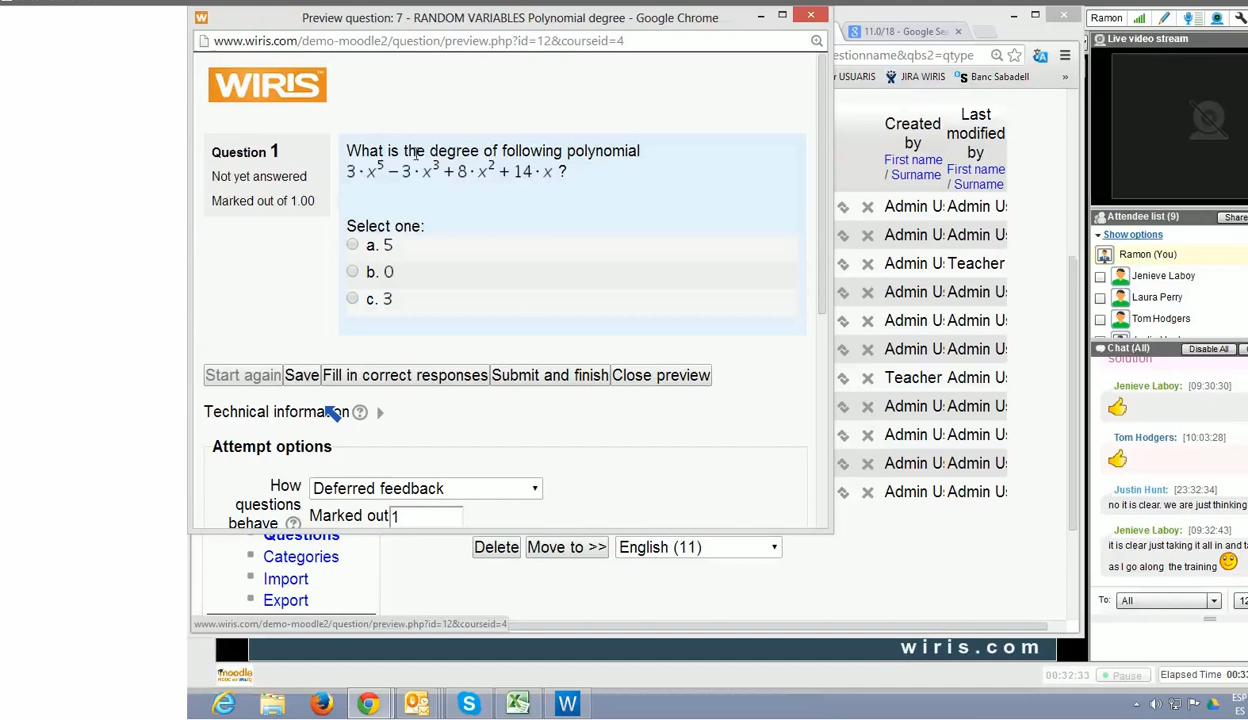 Preview question: 7 - RANDOM VARIABLES Polynomial degree - Google Chrome
www.wiris.com/demo-moodle2/question/preview.php?id=12&courseid=4
WIRIS
Question 1
Not yet answered
Marked out of 1.00
What is the degree of following polynomial
3·x⁵ − 3·x³ + 8·x² + 14·x ?
Select one:
a. 5
b. 0
c. 3
Start again Save Fill in correct responses Submit and finish Close preview
Technical information
Attempt options
How questions behave
Deferred feedback
Marked out 1
Questions
Categories
Import
Export
Delete Move to >> English (11)
www.wiris.com/demo-moodle2/question/preview.php?id=12&courseid=4
11.0/18 - Google Se
estionname&qbs2=qtype
r USUARIS JIRA WIRIS Banc Sabadell »
Created by
First name
/ Surname
Last modified by
First name
/ Surname
Admin U Admin U
Admin U Admin U
Admin U Teacher
Admin U Admin U
Admin U Admin U
Admin U Admin U
Teacher Admin U
Admin U Admin U
Admin U Admin U
Admin U Admin U
Admin U Admin U
wiris.com
moodle
00:32:33 Pause Elapsed Time 00:3
Ramon
Live video stream
Attendee list (9) Share
Show options
Ramon (You)
Jenieve Laboy
Laura Perry
Tom Hodgers
Chat (All) Disable All
solution
Jenieve Laboy [09:30:30]
Tom Hodgers [10:03:28]
Justin Hunt [23:32:34]
no it is clear. we are just thinking
Jenieve Laboy [09:32:43]
it is clear just taking it all in and ta
as I go along the training
To: All 12
W
ESP
ES